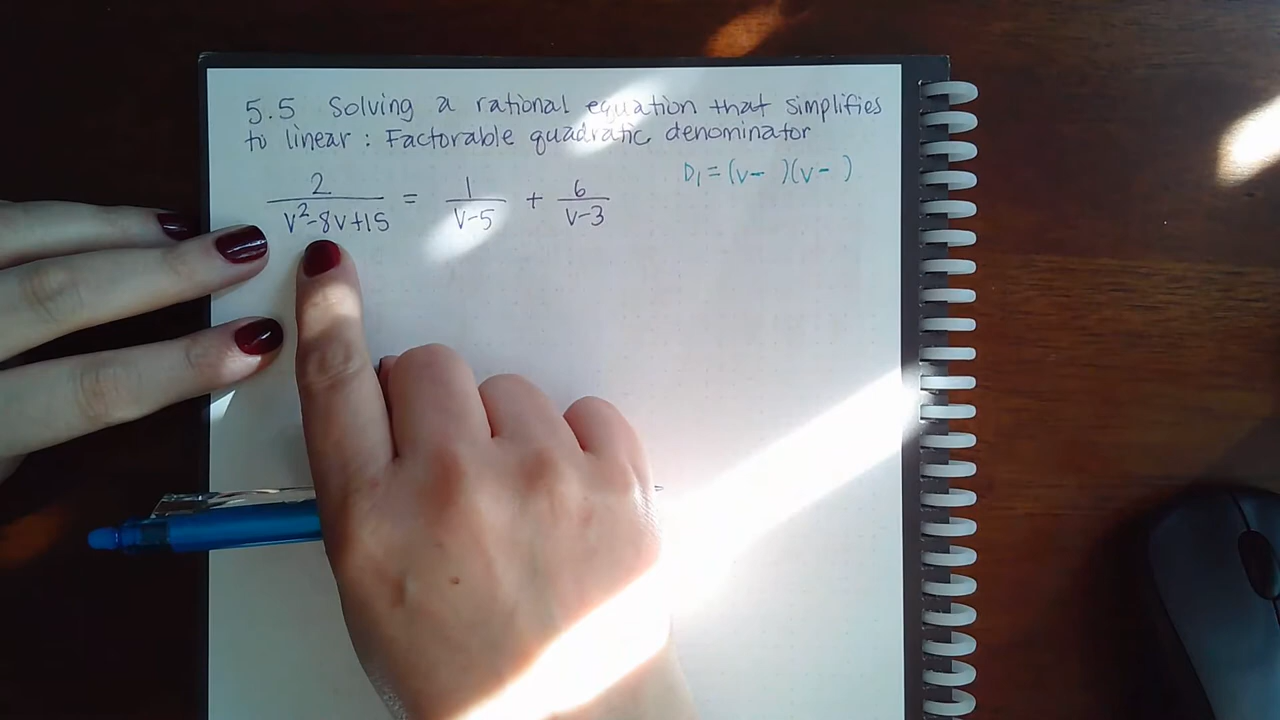 5.5 Solving a rational equation that simplifies
to linear : Factorable quadratic denominator
D₁ = (v- )(v- )
2/(v²-8v+15) = 1/(v-5) + 6/(v-3)